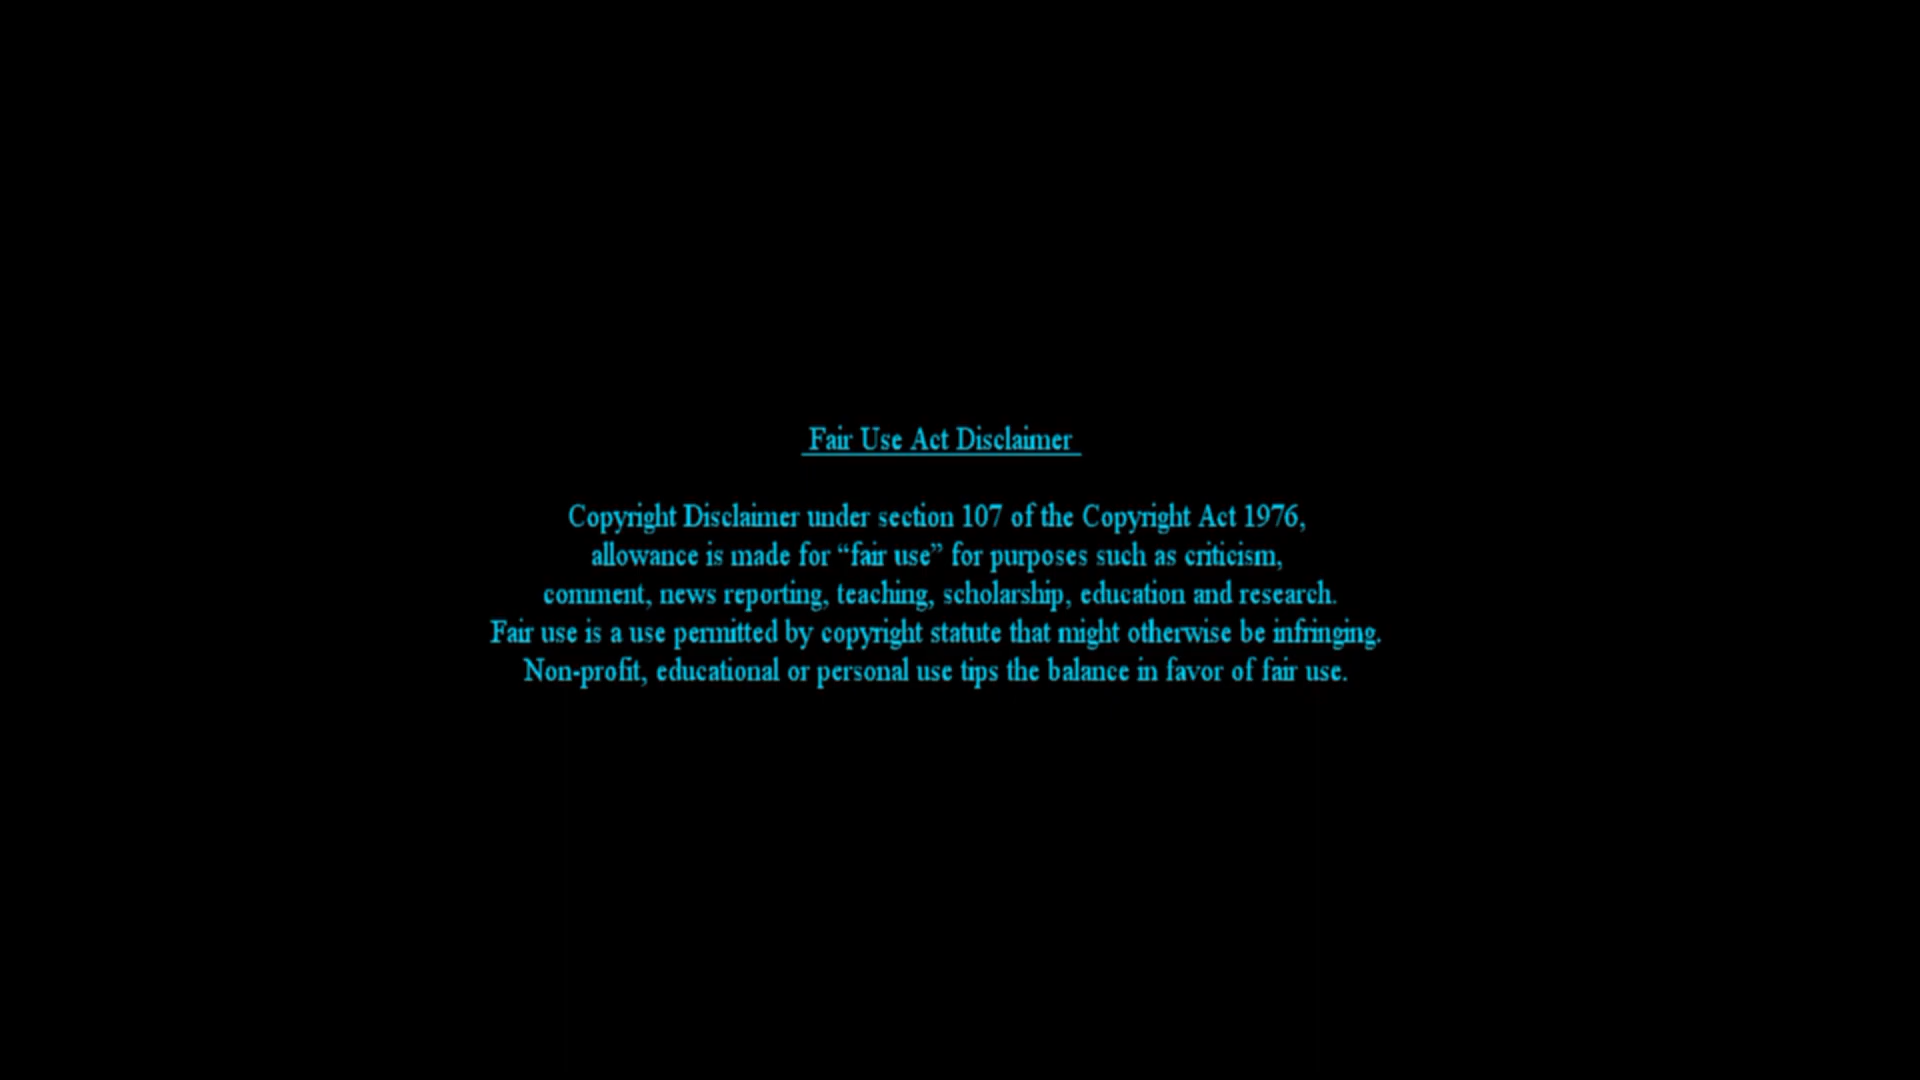 Fair Use Act Disclaimer
Copyright Disclaimer under section 107 of the Copyright Act 1976,
allowance is made for “fair use” for purposes such as criticism,
comment, news reporting, teaching, scholarship, education and research.
Fair use is a use permitted by copyright statute that might otherwise be infringing.
Non-profit, educational or personal use tips the balance in favor of fair use.